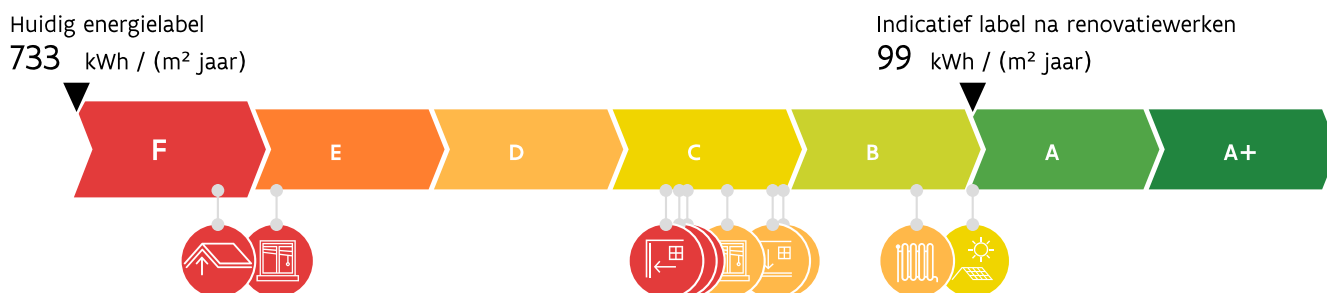 Huidig energielabel
733 kWh / (m² jaar)
Indicatief label na renovatiewerken
99 kWh / (m² jaar)
F E D C B A A+